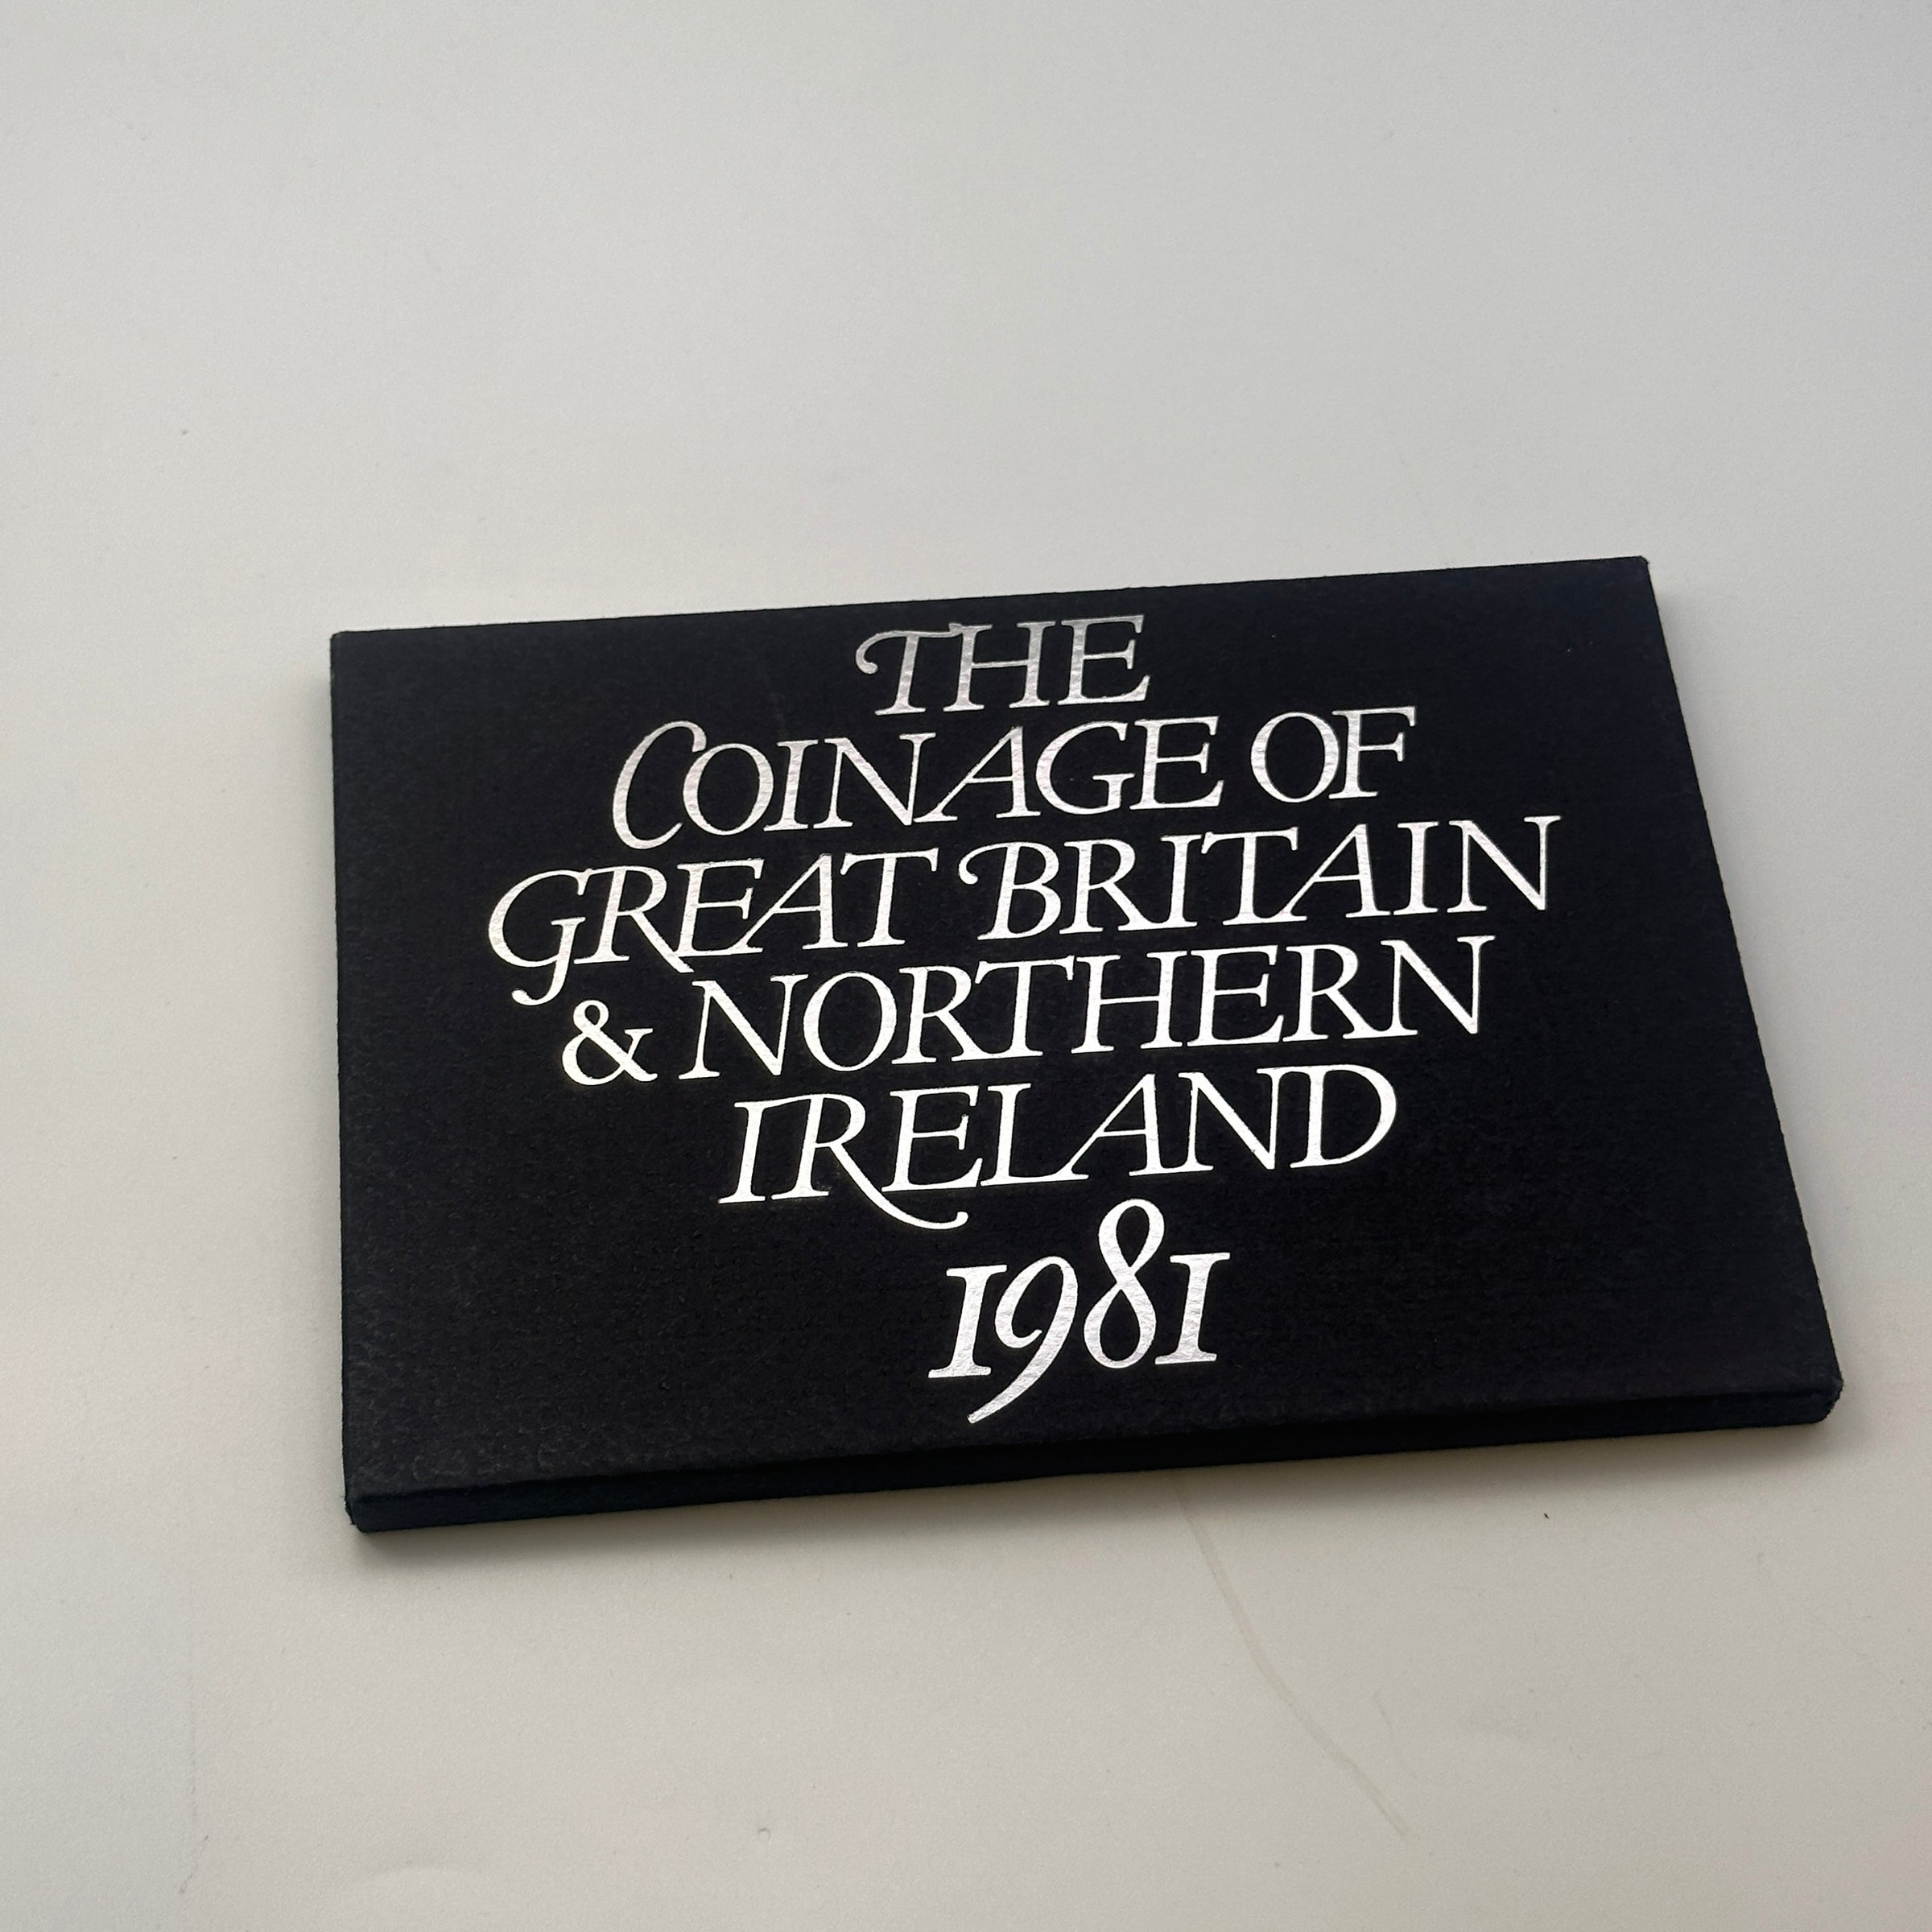 THE
COINAGE OF
GREAT BRITAIN
& NORTHERN
IRELAND
1981